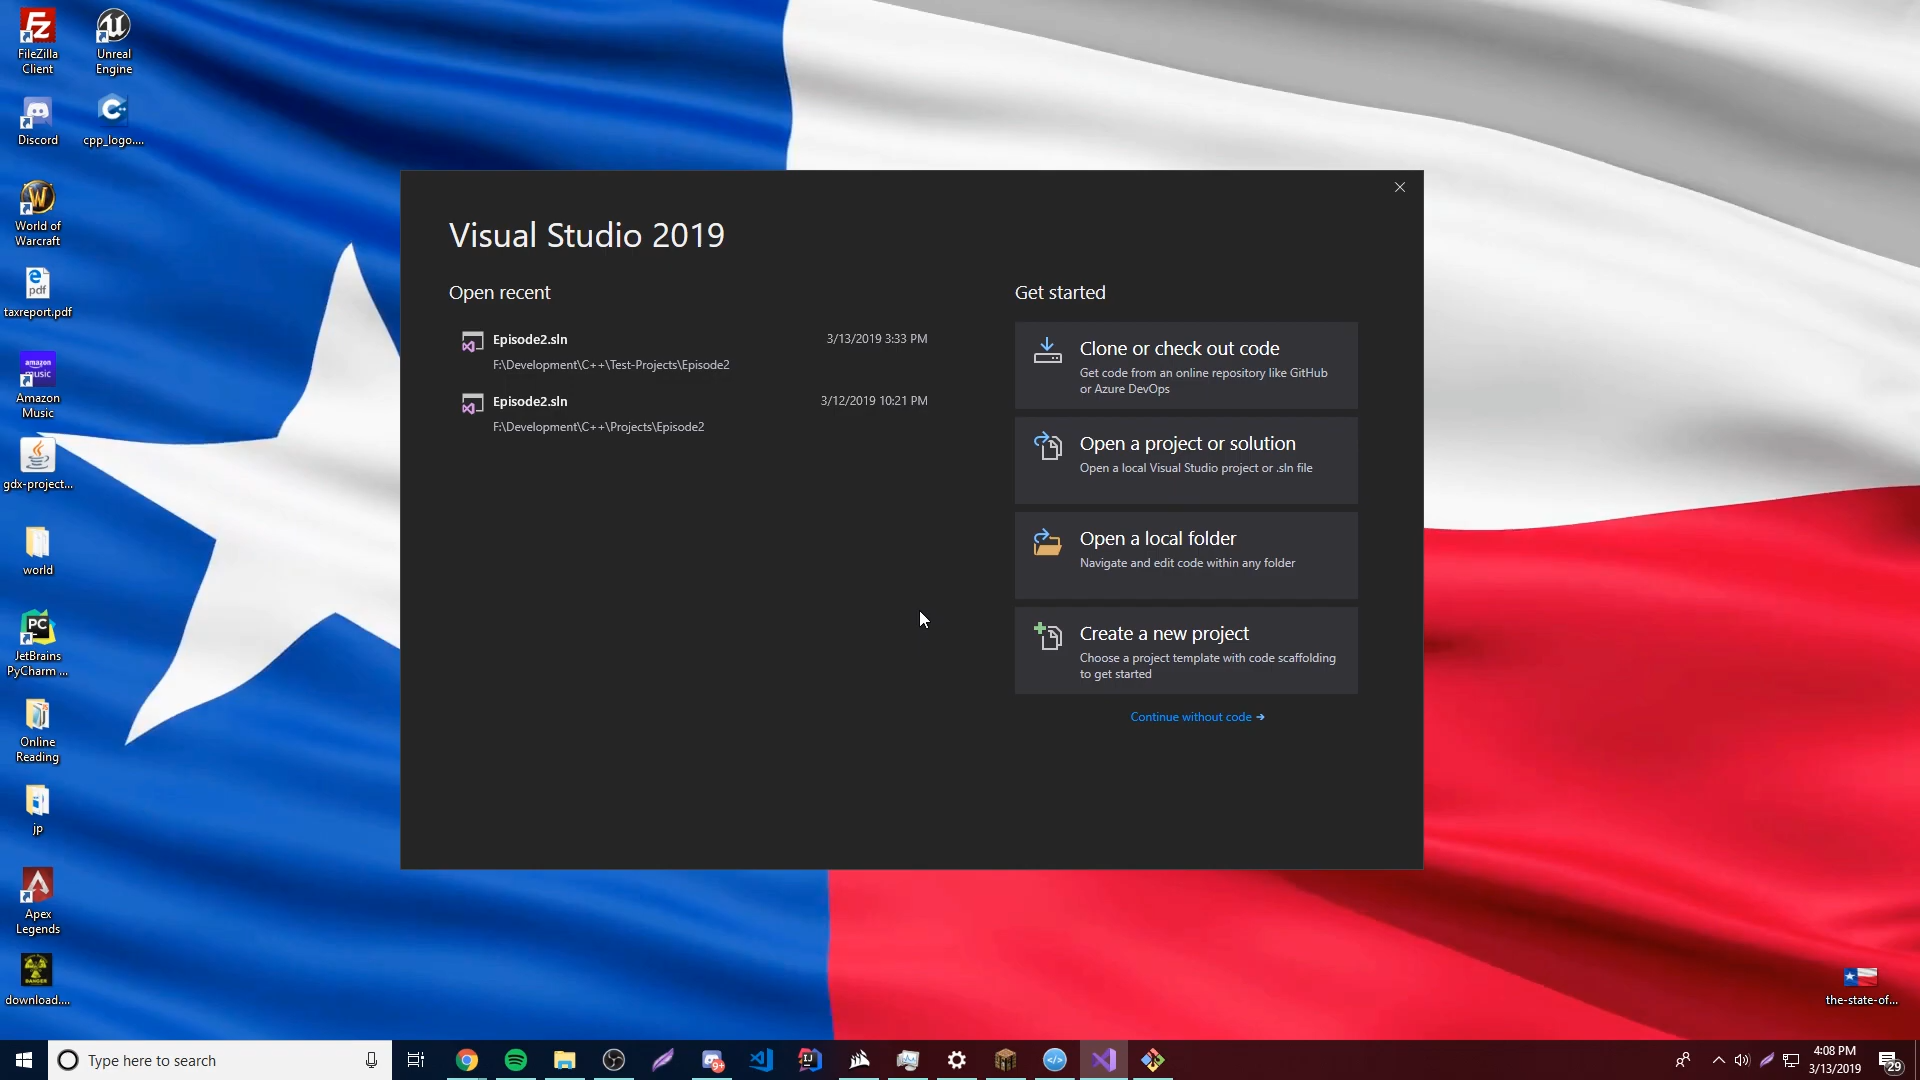 FileZilla
Client
Unreal
Engine
Discord
cpp_logo....
World of
Warcraft
taxreport.pdf
Amazon
Music
gdx-project...
world
JetBrains
PyCharm ...
Online
Reading
jp
Apex
Legends
download....
Visual Studio 2019
Open recent
Episode2.sln
3/13/2019 3:33 PM
F:\Development\C++\Test-Projects\Episode2
Episode2.sln
3/12/2019 10:21 PM
F:\Development\C++\Projects\Episode2
Get started
Clone or check out code
Get code from an online repository like GitHub
or Azure DevOps
Open a project or solution
Open a local Visual Studio project or .sln file
Open a local folder
Navigate and edit code within any folder
Create a new project
Choose a project template with code scaffolding
to get started
Continue without code →
the-state-of...
Type here to search
4:08 PM
3/13/2019
29